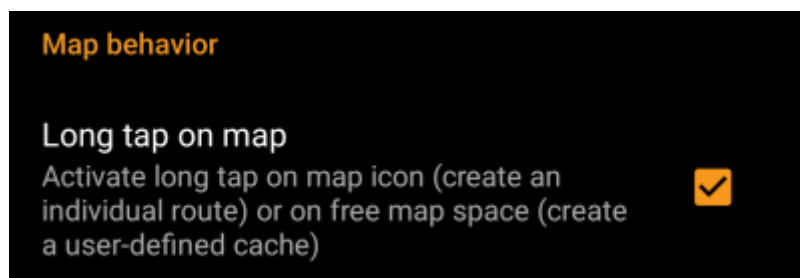 Map behavior
Long tap on map
Activate long tap on map icon (create an
individual route) or on free map space (create
a user-defined cache)